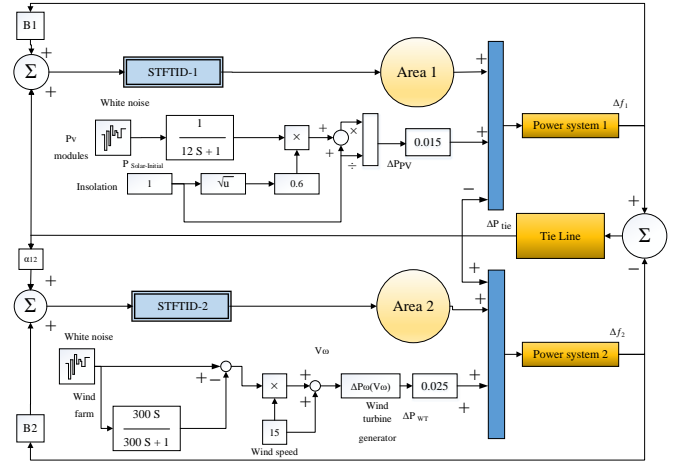 B1
+
+
Σ
STFTID-1
Area 1
+
Δf₁
White noise
Pv
modules
1
12 S + 1
P Solar-Initial
×
+
+
×
÷
ΔP PV
0.015
+
Power system 1
Insolation
1
√u
0.6
−
+
ΔP tie
Tie Line
Σ
+
−
α12
+
+
Σ
STFTID-2
Area 2
+
+
Δf₂
White noise
Wind
farm
300 S
300 S + 1
+
−
Vω
×
+
+
15
Wind speed
ΔPω(Vω)
Wind
turbine
generator
ΔP WT
0.025
+
+
Power system 2
B2